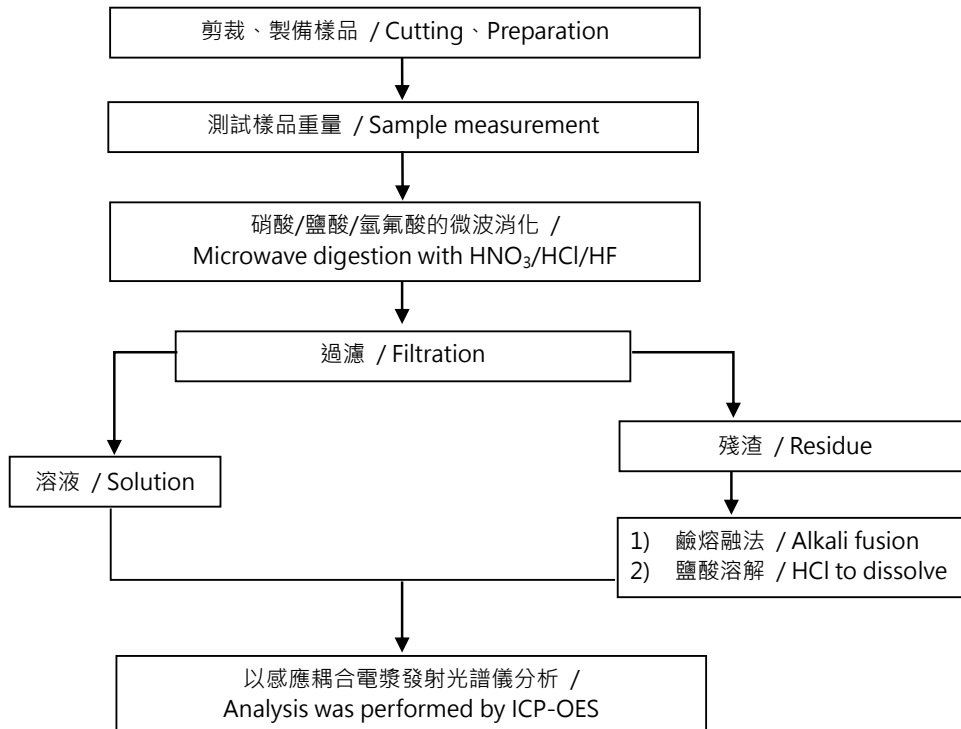 剪裁、製備樣品 / Cutting、Preparation
測試樣品重量 / Sample measurement
硝酸/鹽酸/氫氟酸的微波消化 /
Microwave digestion with HNO₃/HCl/HF
過濾 / Filtration
溶液 / Solution
殘渣 / Residue
1) 鹼熔融法 / Alkali fusion
2) 鹽酸溶解 / HCl to dissolve
以感應耦合電漿發射光譜儀分析 /
Analysis was performed by ICP-OES